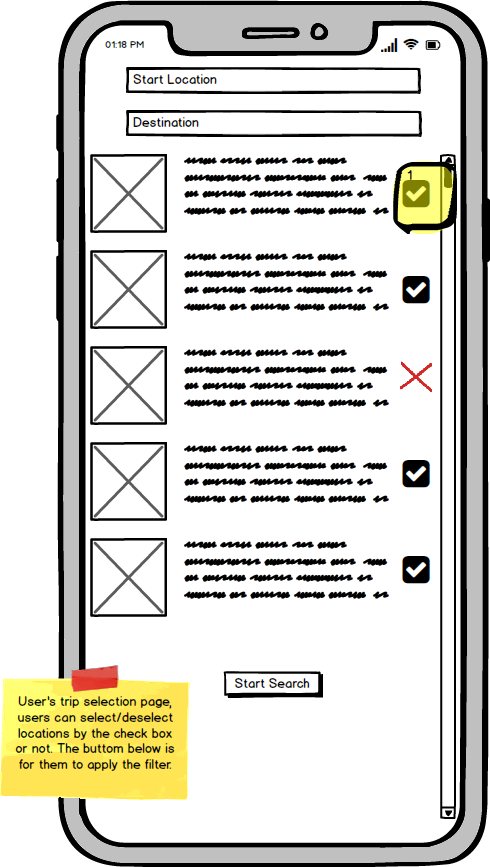 01:18 PM
Start Location
Destination
1
Start Search
User's trip selection page,
users can select/deselect
locations by the check box
or not. The buttom below is
for them to apply the filter.